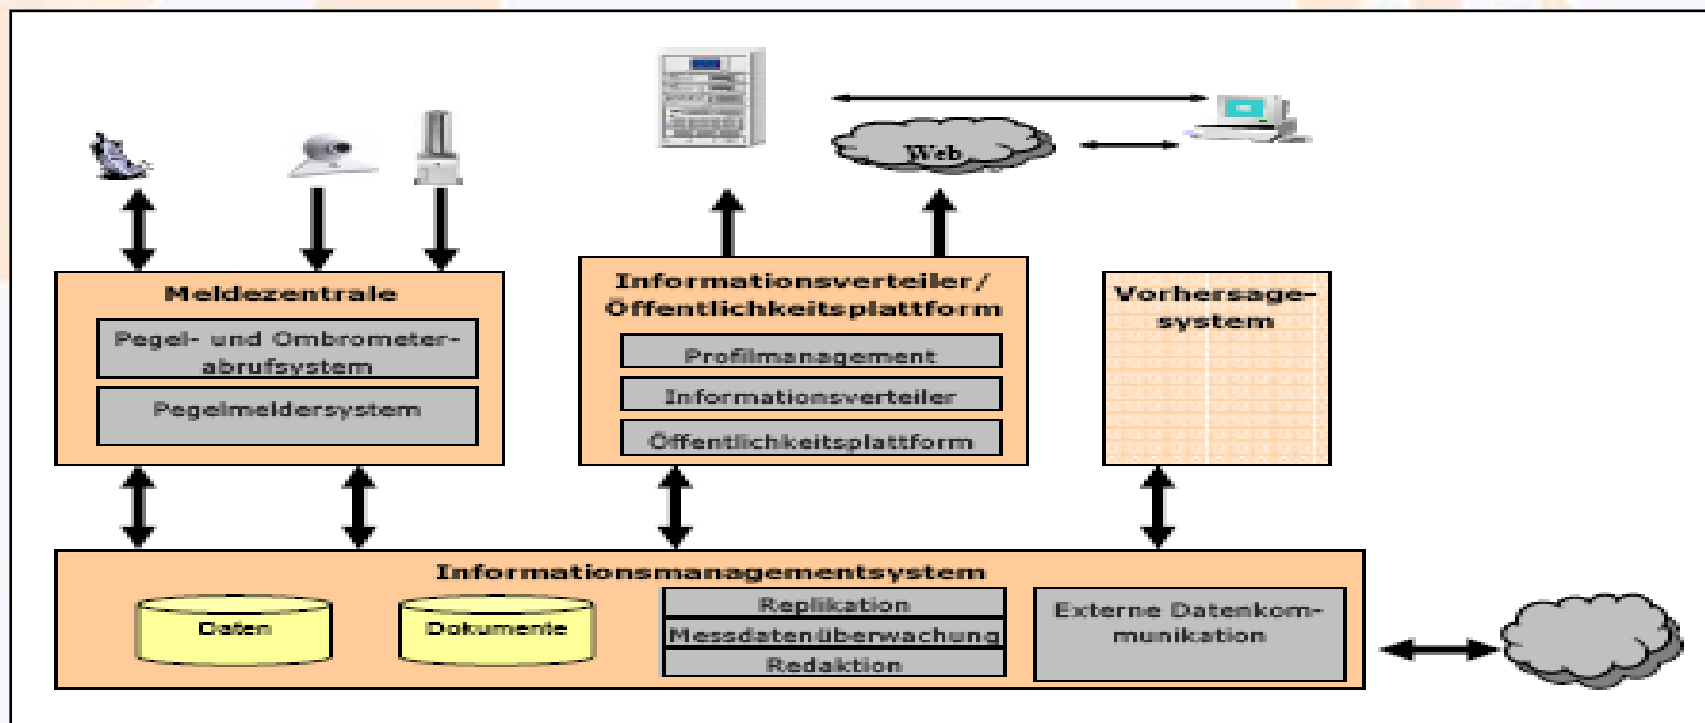 Web
Meldezentrale
Pegel- und Ombrometer-
abrufsystem
Pegelmeldersystem
Informationsverteiler/
Öffentlichkeitsplattform
Profilmanagement
Informationsverteiler
Öffentlichkeitsplattform
Vorhersage-
system
Informationsmanagementsystem
Daten
Dokumente
Replikation
Messdatenüberwachung
Redaktion
Externe Datenkom-
munikation